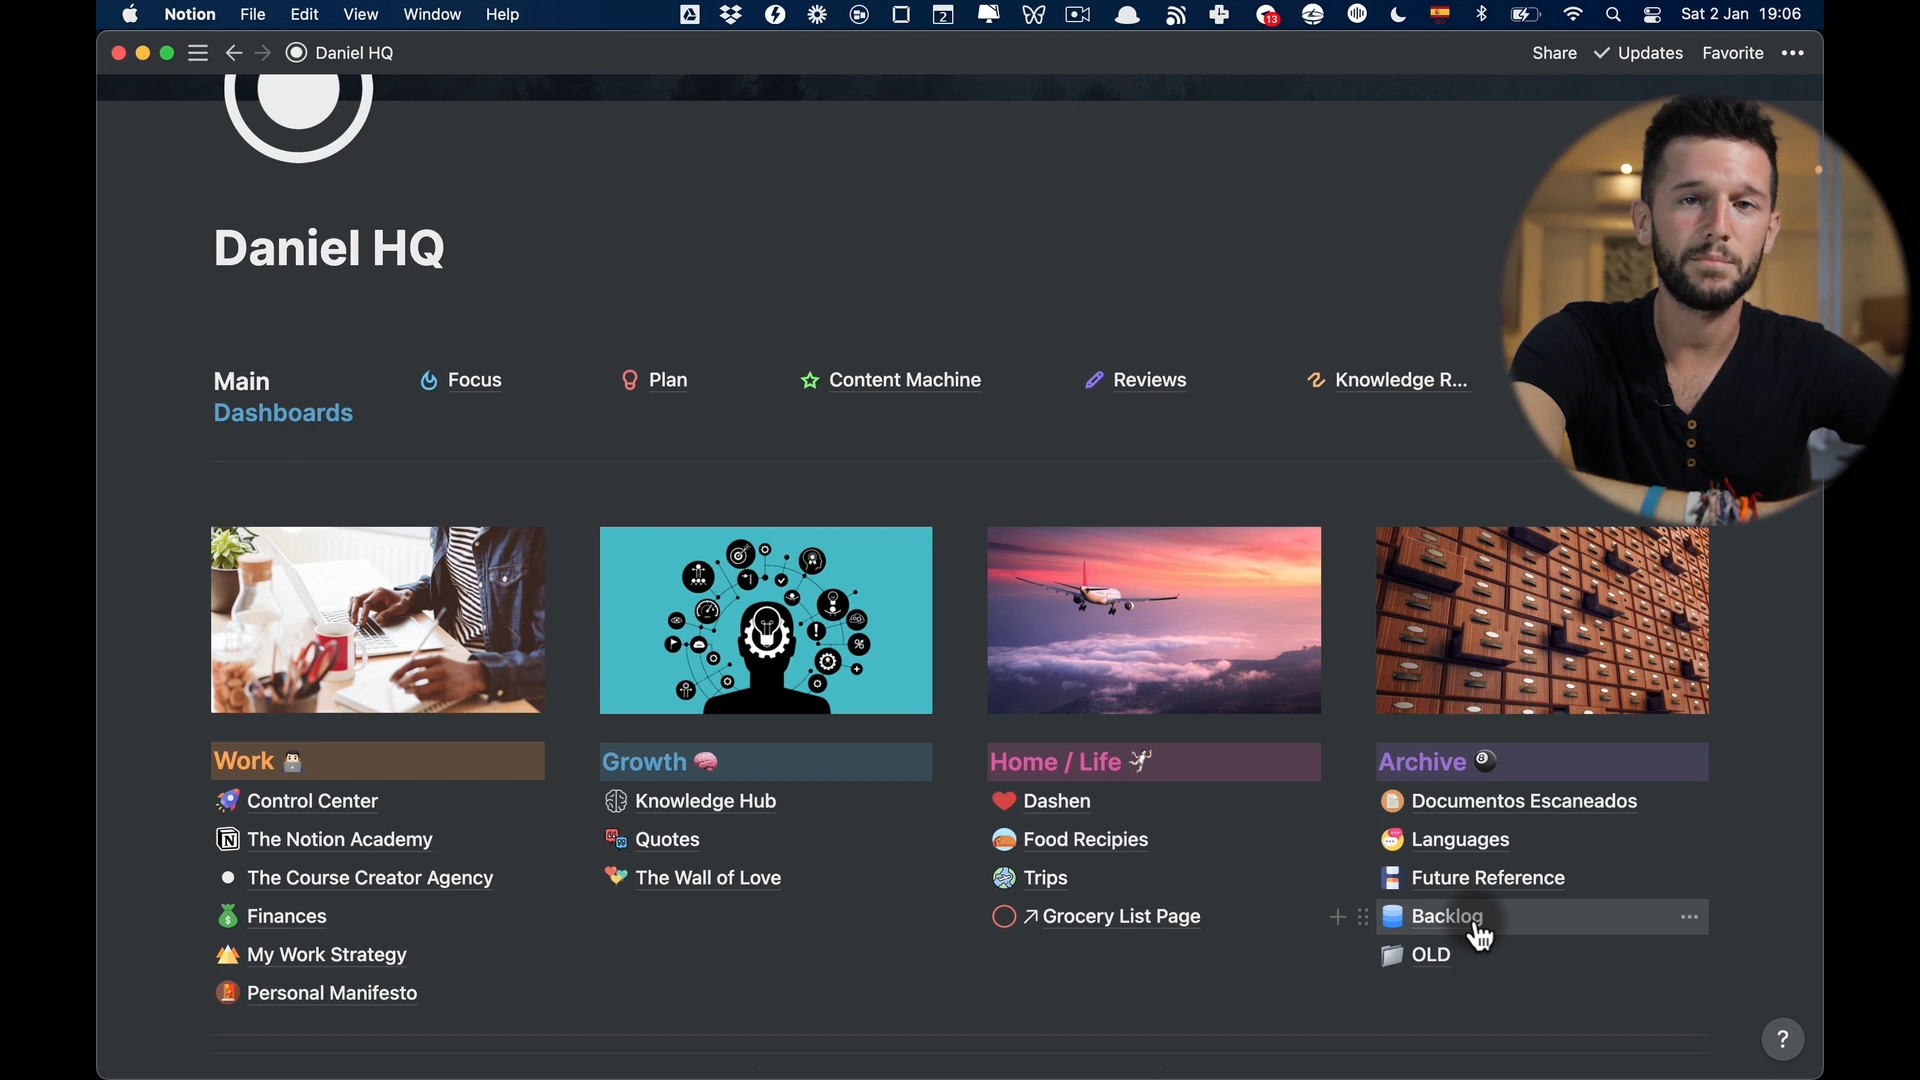 Notion File Edit View Window Help 2 13 Sat 2 Jan 19:06
Daniel HQ Share Updates Favorite
Daniel HQ
Main
Dashboards
Focus
Plan
Content Machine
Reviews
Knowledge R...
Work
Control Center
The Notion Academy
The Course Creator Agency
Finances
My Work Strategy
Personal Manifesto
Growth
Knowledge Hub
Quotes
The Wall of Love
Home / Life
Dashen
Food Recipies
Trips
Grocery List Page
Archive
Documentos Escaneados
Languages
Future Reference
Backlog
OLD
?